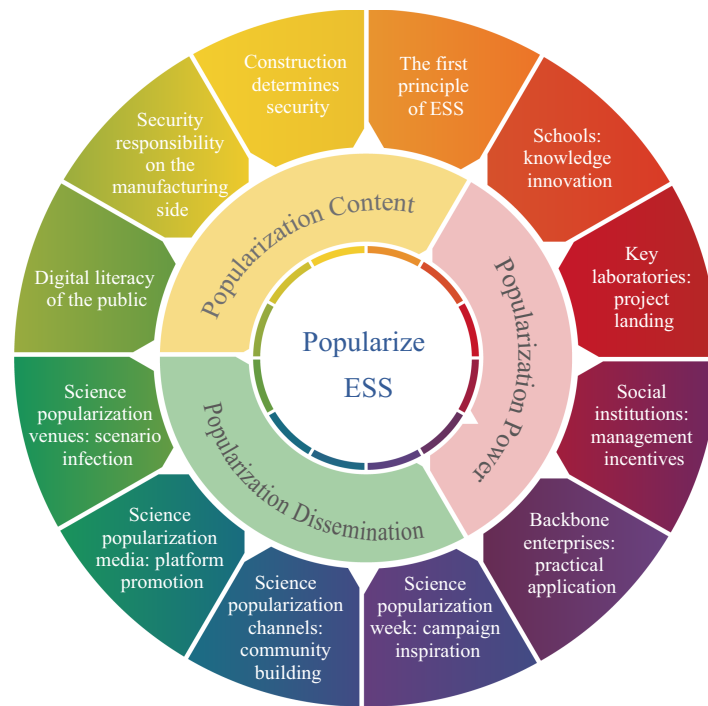 Popularize
ESS
Popularization Content
Popularization Power
Popularization Dissemination
The first
principle
of ESS
Schools:
knowledge
innovation
Key
laboratories:
project
landing
Social
institutions:
management
incentives
Backbone
enterprises:
practical
application
Science
popularization
week: campaign
inspiration
Science
popularization
channels:
community
building
Science
popularization
media: platform
promotion
Science
popularization
venues: scenario
infection
Digital literacy
of the public
Security
responsibility
on the
manufacturing
side
Construction
determines
security